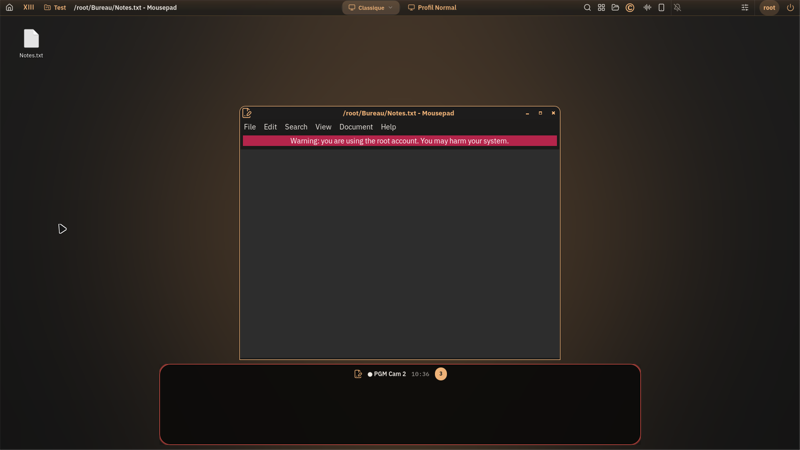 XIII Test /root/Bureau/Notes.txt - Mousepad Classique Profil Normal root
Notes.txt
/root/Bureau/Notes.txt - Mousepad
File Edit Search View Document Help
Warning: you are using the root account. You may harm your system.
PGM Cam 2 10:36 3